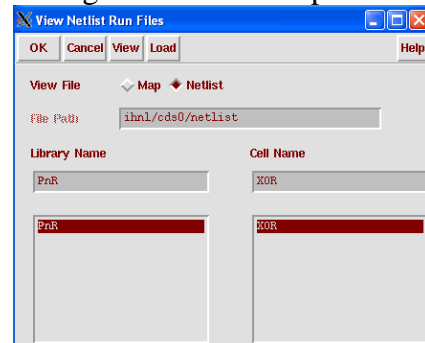 View Netlist Run Files
OK Cancel View Load Help
View File Map Netlist
File Path ihnl/cds0/netlist
Library Name Cell Name
PnR XOR
PnR XOR